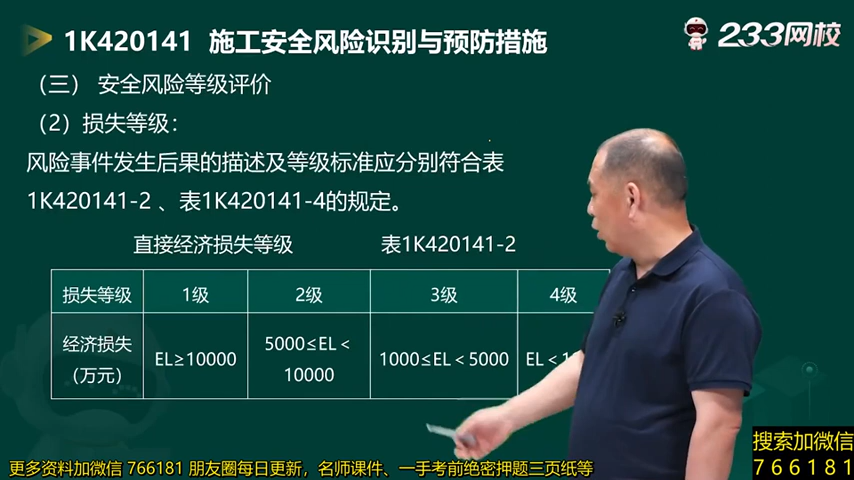 1K420141 施工安全风险识别与预防措施
233网校
（三） 安全风险等级评价
（2）损失等级：
风险事件发生后果的描述及等级标准应分别符合表
1K420141-2 、表1K420141-4的规定。
直接经济损失等级 表1K420141-2
损失等级 1级 2级 3级 4级
经济损失
（万元）
EL≥10000
5000≤EL＜
10000
1000≤EL＜5000
EL＜1
搜索加微信
766181
更多资料加微信 766181 朋友圈每日更新，名师课件、一手考前绝密押题三页纸等